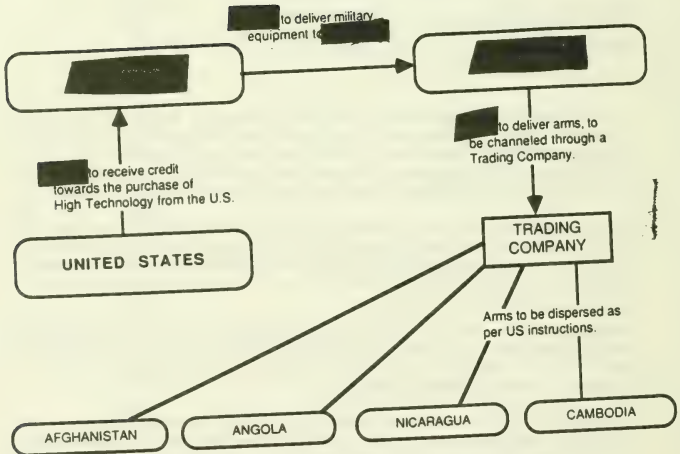 to deliver military
equipment to
to deliver arms, to
be channeled through a
Trading Company.
to receive credit
towards the purchase of
High Technology from the U.S.
UNITED STATES
TRADING
COMPANY
Arms to be dispersed as
per US instructions.
AFGHANISTAN
ANGOLA
NICARAGUA
CAMBODIA